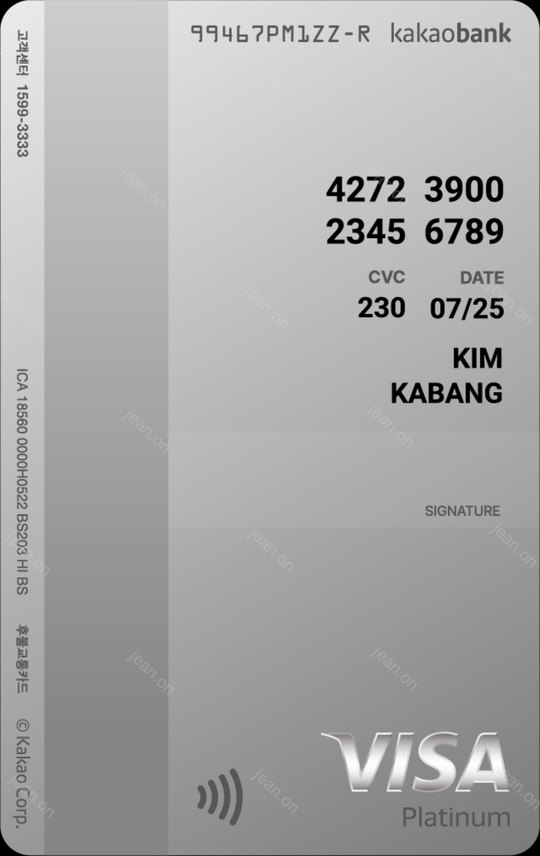 99467PM1ZZ-R kakaobank
고객센터 1599-3333
4272 3900
2345 6789
CVC DATE
230 07/25
KIM
KABANG
SIGNATURE
ICA 18560 0000H0522 BS203 HI BS
후불교통카드
© Kakao Corp.
VISA
Platinum
jean.on